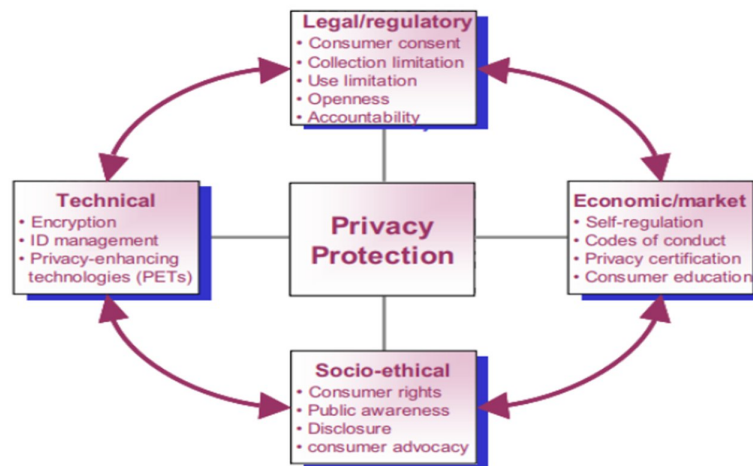 Legal/regulatory
• Consumer consent
• Collection limitation
• Use limitation
• Openness
• Accountability
Technical
• Encryption
• ID management
• Privacy-enhancing
technologies (PETs)
Privacy
Protection
Economic/market
• Self-regulation
• Codes of conduct
• Privacy certification
• Consumer education
Socio-ethical
• Consumer rights
• Public awareness
• Disclosure
• consumer advocacy